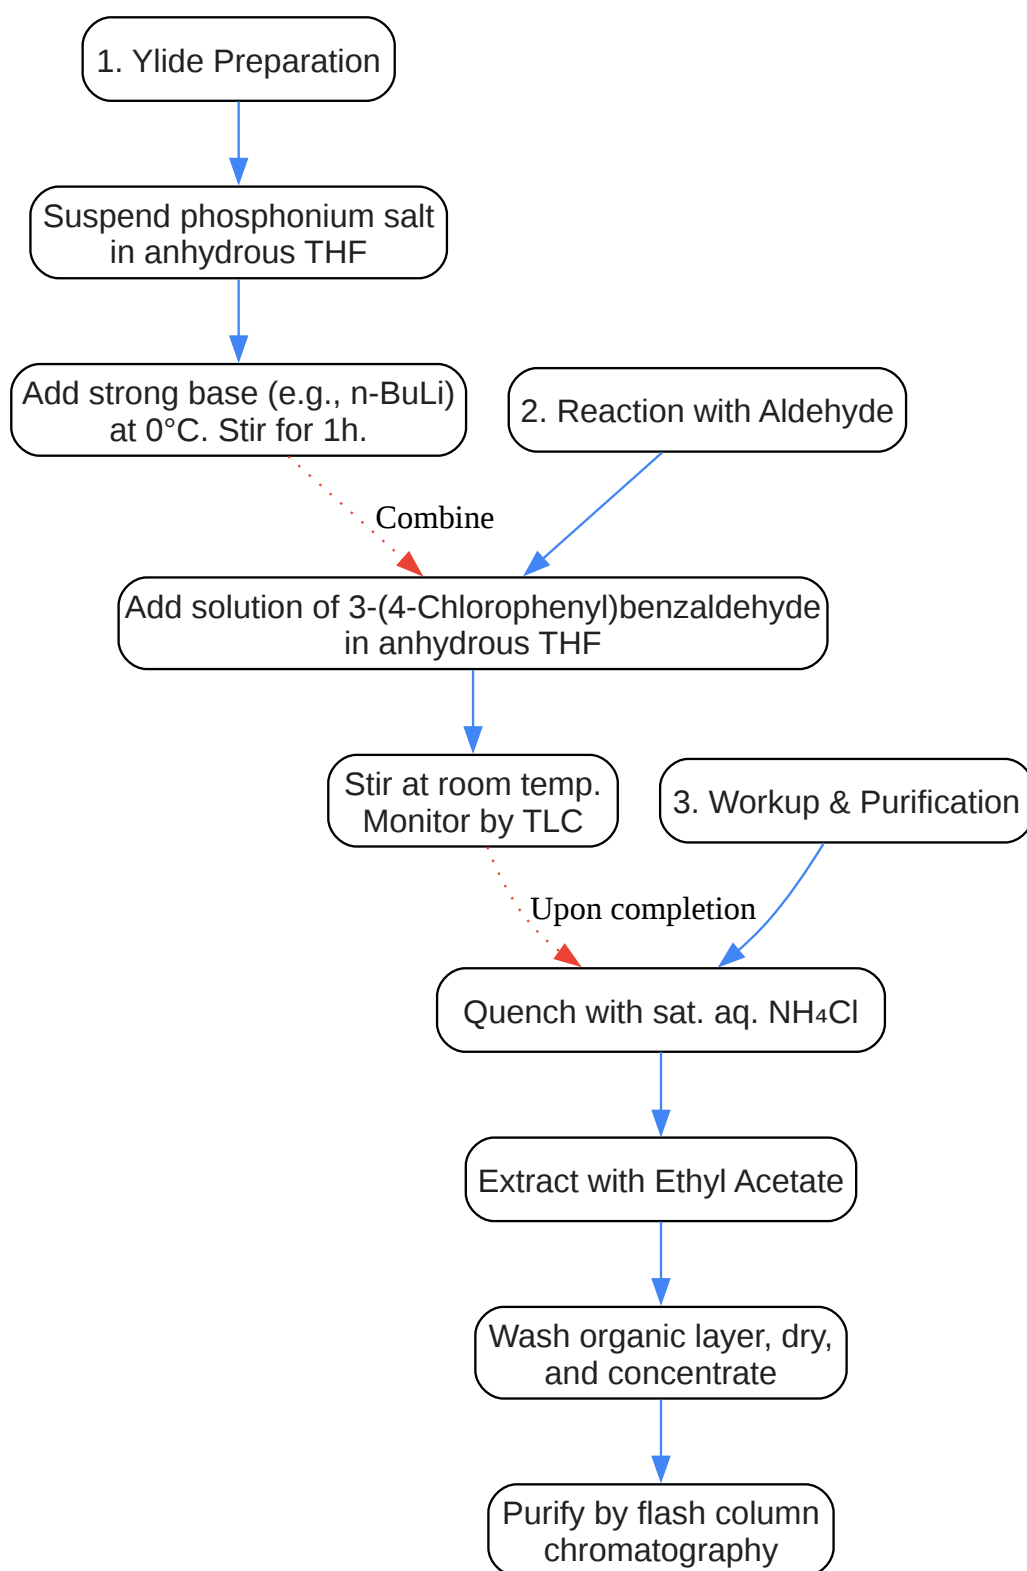 1. Ylide Preparation
Suspend phosphonium salt
in anhydrous THF
Add strong base (e.g., n-BuLi)
at 0°C. Stir for 1h.
2. Reaction with Aldehyde
Combine
Add solution of 3-(4-Chlorophenyl)benzaldehyde
in anhydrous THF
Stir at room temp.
Monitor by TLC
3. Workup & Purification
Upon completion
Quench with sat. aq. NH₄Cl
Extract with Ethyl Acetate
Wash organic layer, dry,
and concentrate
Purify by flash column
chromatography